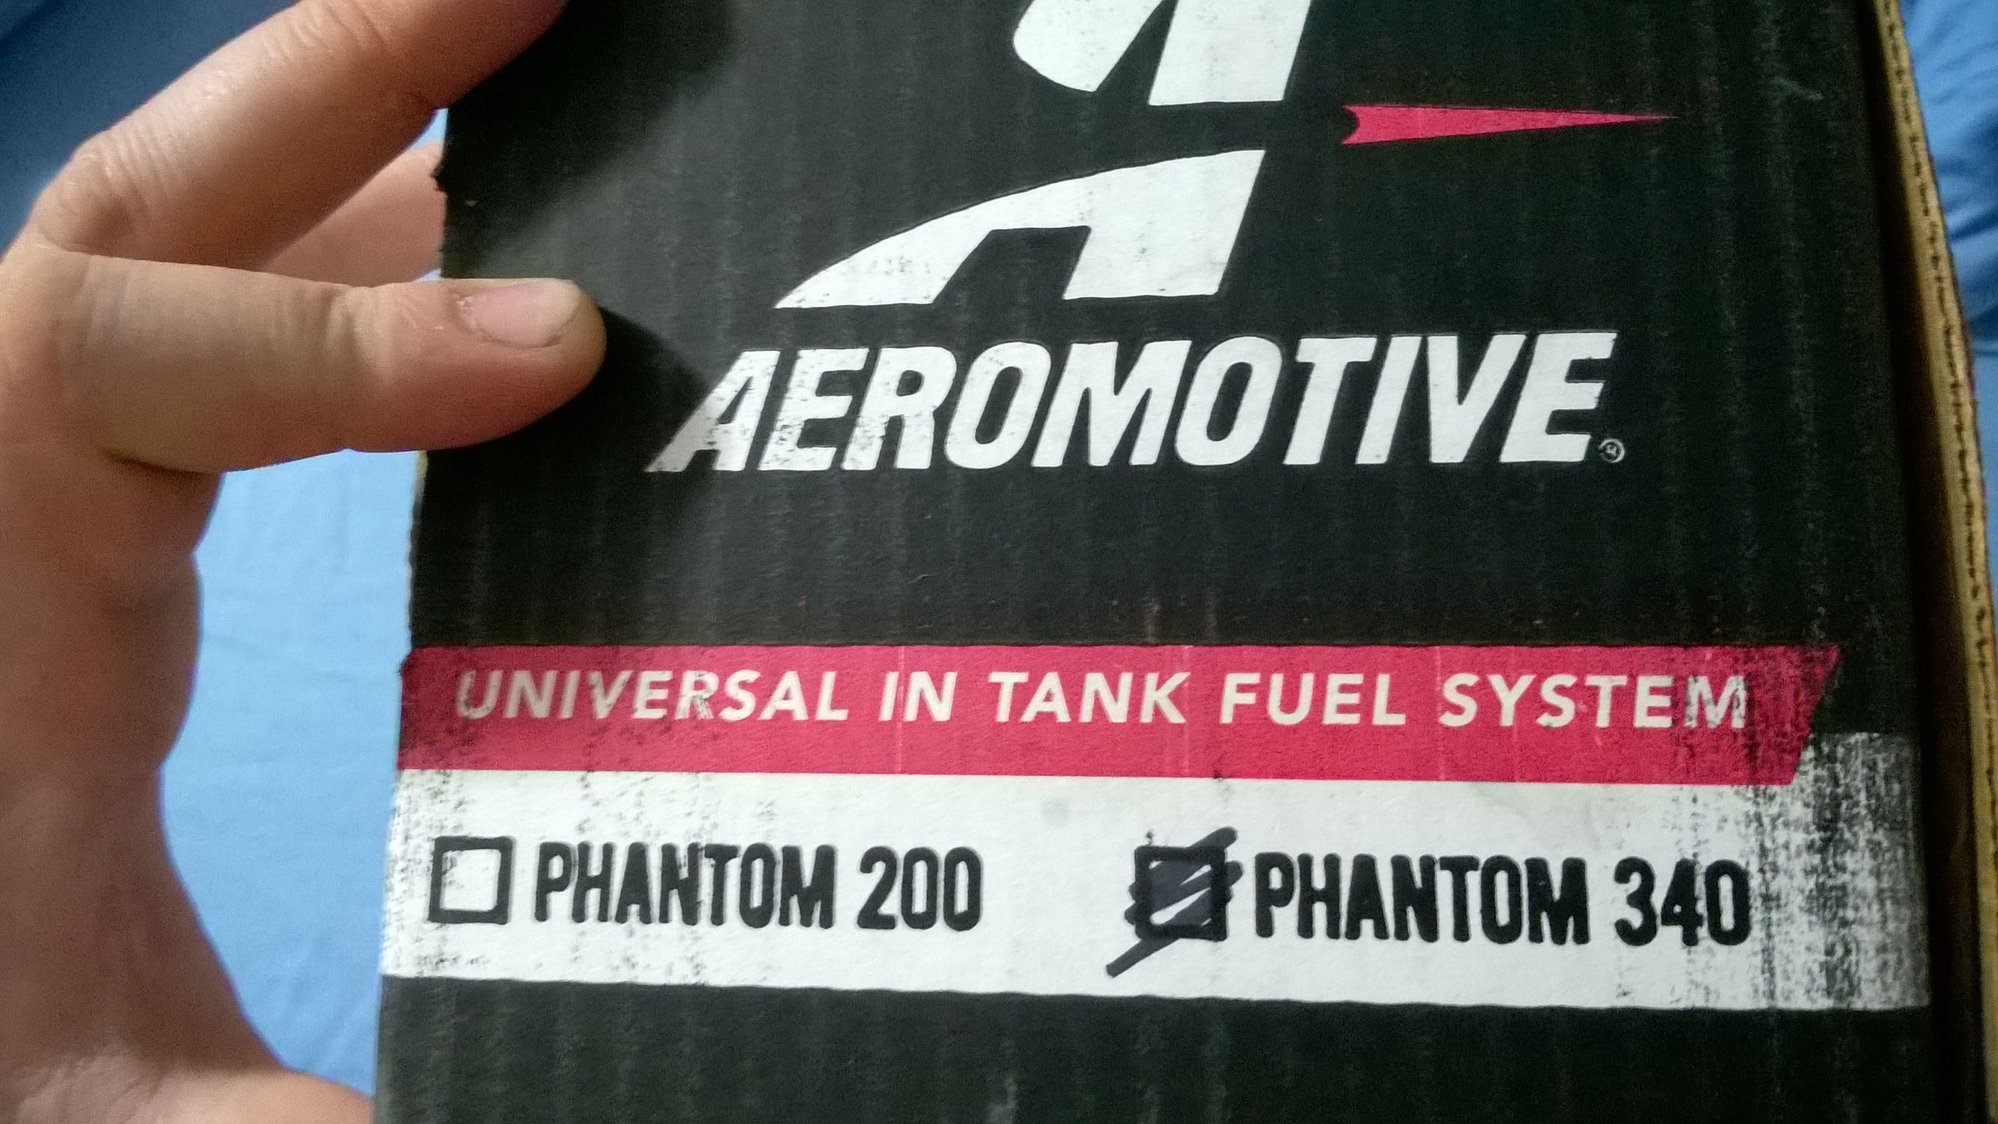 AEROMOTIVE
UNIVERSAL IN TANK FUEL SYSTEM
PHANTOM 200 PHANTOM 340